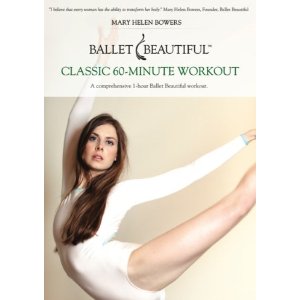 "I believe that every woman has the ability to transform her body" Mary Helen Bowers, Founder, Ballet Beautiful
MARY HELEN BOWERS
BALLET BEAUTIFUL™
CLASSIC 60-MINUTE WORKOUT
A comprehensive 1-hour Ballet Beautiful workout.